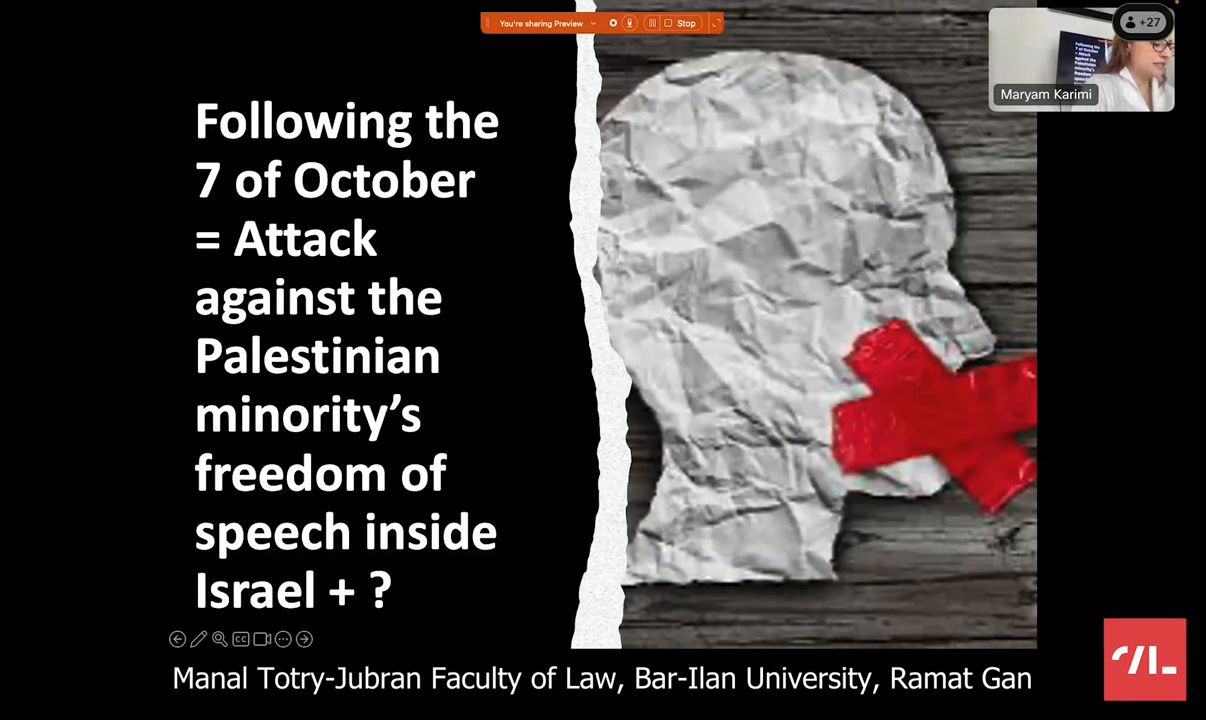 You're sharing Preview
Stop
+27
Maryam Karimi
Following the
7 of October
= Attack
against the
Palestinian
minority’s
freedom of
speech inside
Israel + ?
CC
Manal Totry-Jubran Faculty of Law, Bar-Ilan University, Ramat Gan